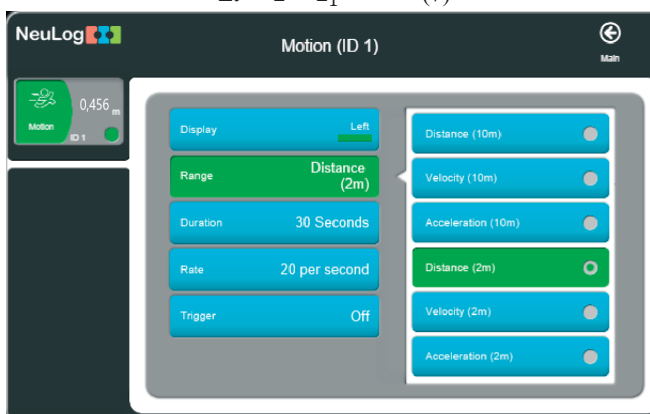 NeuLog
Motion (ID 1)
Main
0,456 m
Motion
ID 1
Display Left
Range Distance (2m)
Duration 30 Seconds
Rate 20 per second
Trigger Off
Distance (10m)
Velocity (10m)
Acceleration (10m)
Distance (2m)
Velocity (2m)
Acceleration (2m)